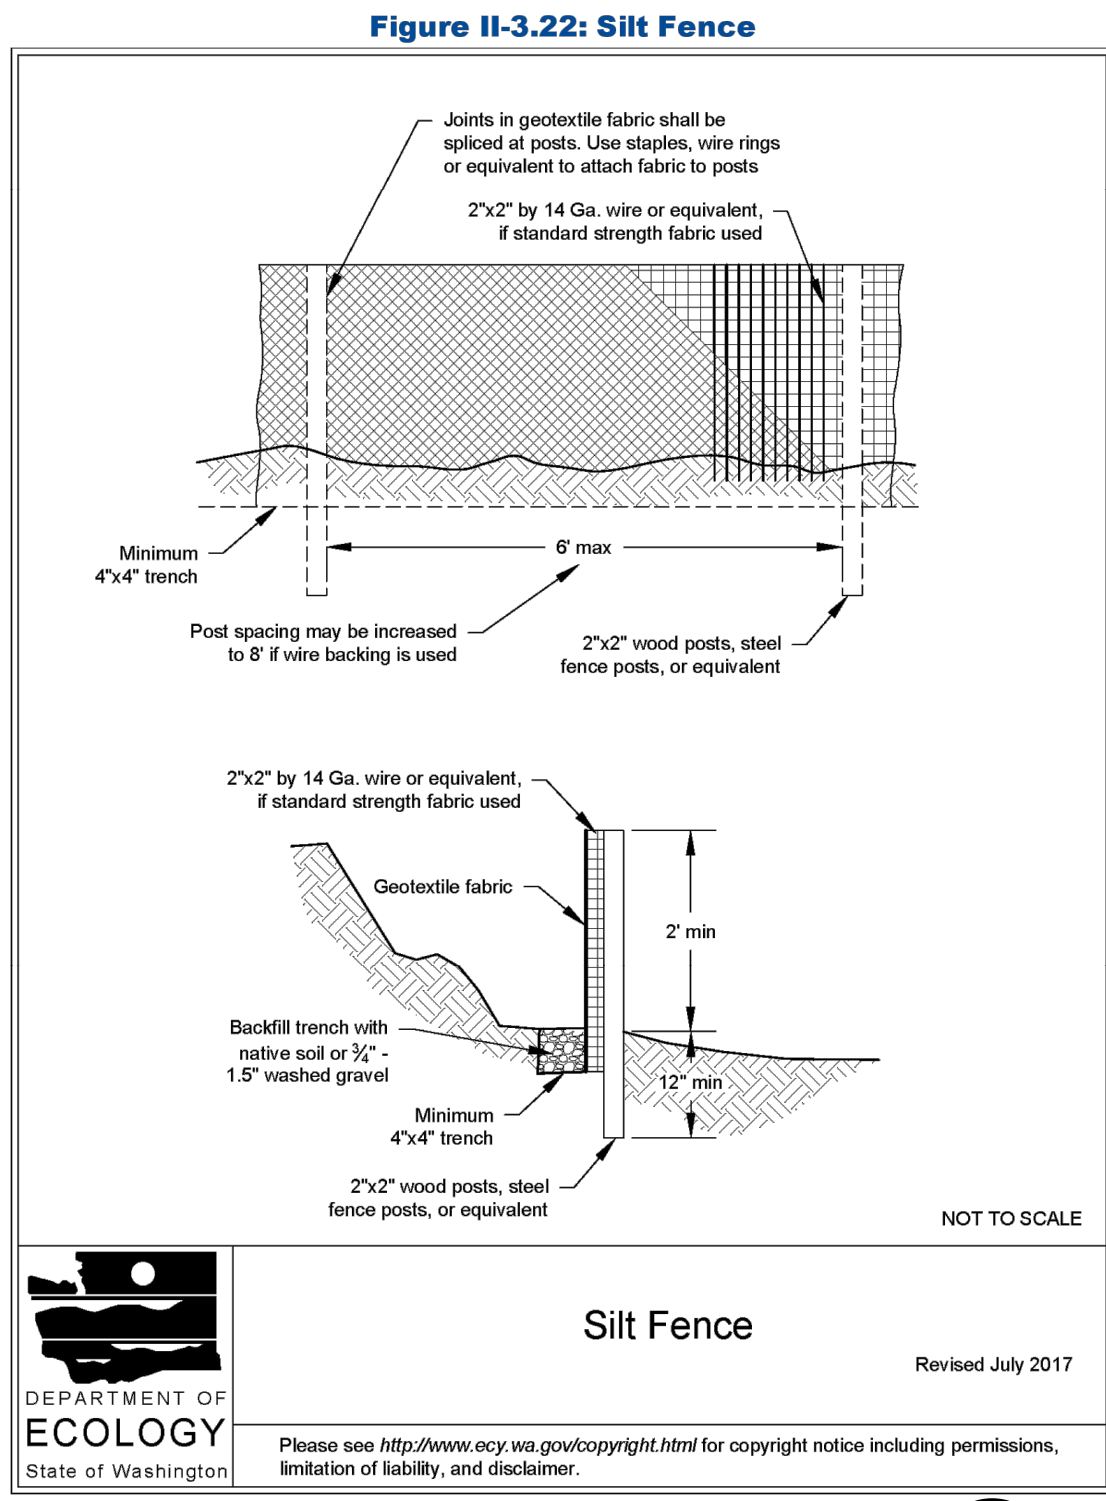 Figure II-3.22: Silt Fence
Joints in geotextile fabric shall be
spliced at posts. Use staples, wire rings
or equivalent to attach fabric to posts
2"x2" by 14 Ga. wire or equivalent,
if standard strength fabric used
Minimum
4"x4" trench
6' max
Post spacing may be increased
to 8' if wire backing is used
2"x2" wood posts, steel
fence posts, or equivalent
2"x2" by 14 Ga. wire or equivalent,
if standard strength fabric used
Geotextile fabric
2' min
Backfill trench with
native soil or ¾" -
1.5" washed gravel
12" min
Minimum
4"x4" trench
2"x2" wood posts, steel
fence posts, or equivalent
NOT TO SCALE
DEPARTMENT OF
ECOLOGY
State of Washington
Silt Fence
Revised July 2017
Please see http://www.ecy.wa.gov/copyright.html for copyright notice including permissions,
limitation of liability, and disclaimer.